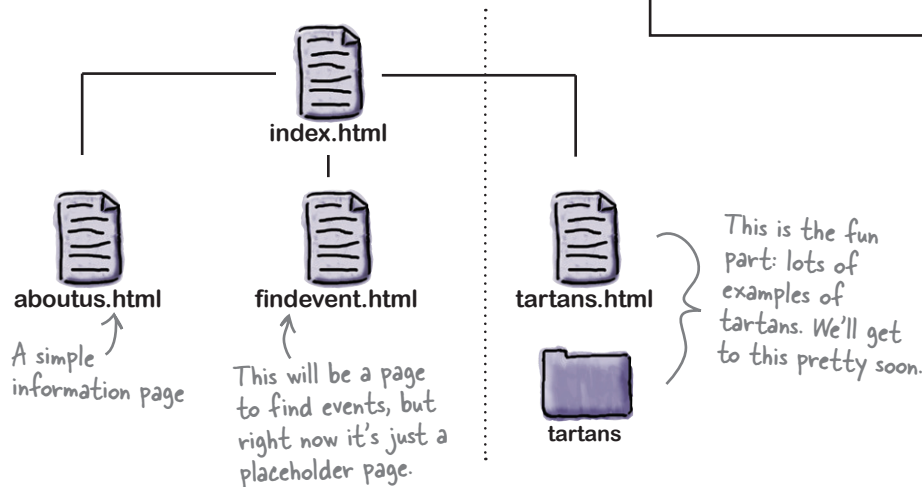 index.html
aboutus.html
findevent.html
tartans.html
A simple
information page
This will be a page
to find events, but
right now it's just a
placeholder page.
This is the fun
part: lots of
examples of
tartans. We'll get
to this pretty soon.
tartans